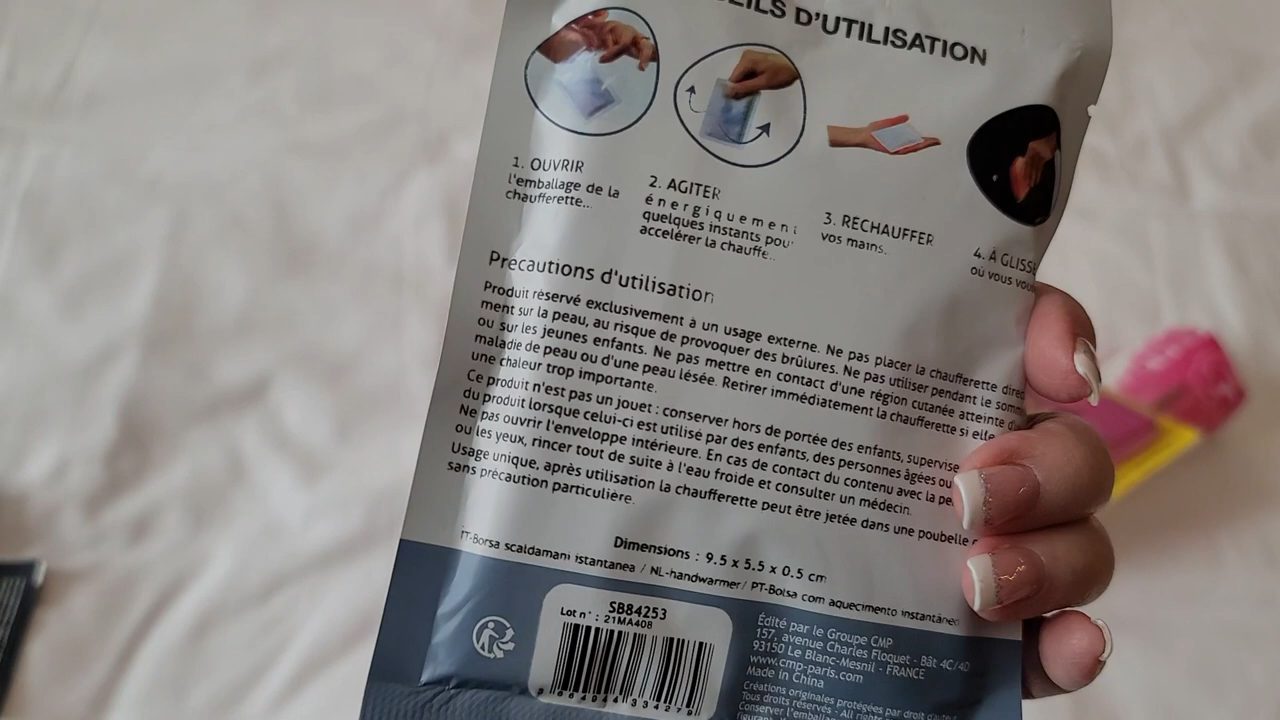 D'UTILISATION
1. OUVRIR
l'emballage de la
chaufferette...
2. AGITER
énergiquement
quelques instants pour
accelérer la chauffe..
3. RECHAUFFER
vos mains.
4. À GLISSE
où vous vou
Précautions d'utilisation
Produit réservé exclusivement à un usage externe. Ne pas placer la chaufferette direc
ment sur la peau, au risque de provoquer des brûlures. Ne pas utiliser pendant le somm
ou sur les jeunes enfants. Ne pas mettre en contact d'une région cutanée atteinte d'
maladie de peau ou d'une peau lésée. Retirer immédiatement la chaufferette si elle
une chaleur trop importante.
Ce produit n'est pas un jouet : conserver hors de portée des enfants, supervise
du produit lorsque celui-ci est utilisé par des enfants, des personnes âgées ou
Ne pas ouvrir l'enveloppe intérieure. En cas de contact du contenu avec la pe
ou les yeux, rincer tout de suite à l'eau froide et consulter un médecin.
Usage unique, après utilisation la chaufferette peut être jetée dans une poubelle
sans précaution particulière.
Dimensions : 9.5 x 5.5 x 0.5 cm
IT-Borsa scaldamani istantanea / NL-handwarmer/ PT-Bolsa com aquecimento instantâneo
SB84253
Lot n° : 21MA408
Édité par le Groupe CMP
157, avenue Charles Floquet - Bât 4C/4D
93150 Le Blanc-Mesnil - FRANCE
www.cmp-paris.com
Made in China
Créations originales protégées par droit d'aute
Tous droits réservés - All rights
Conserver l'emballa